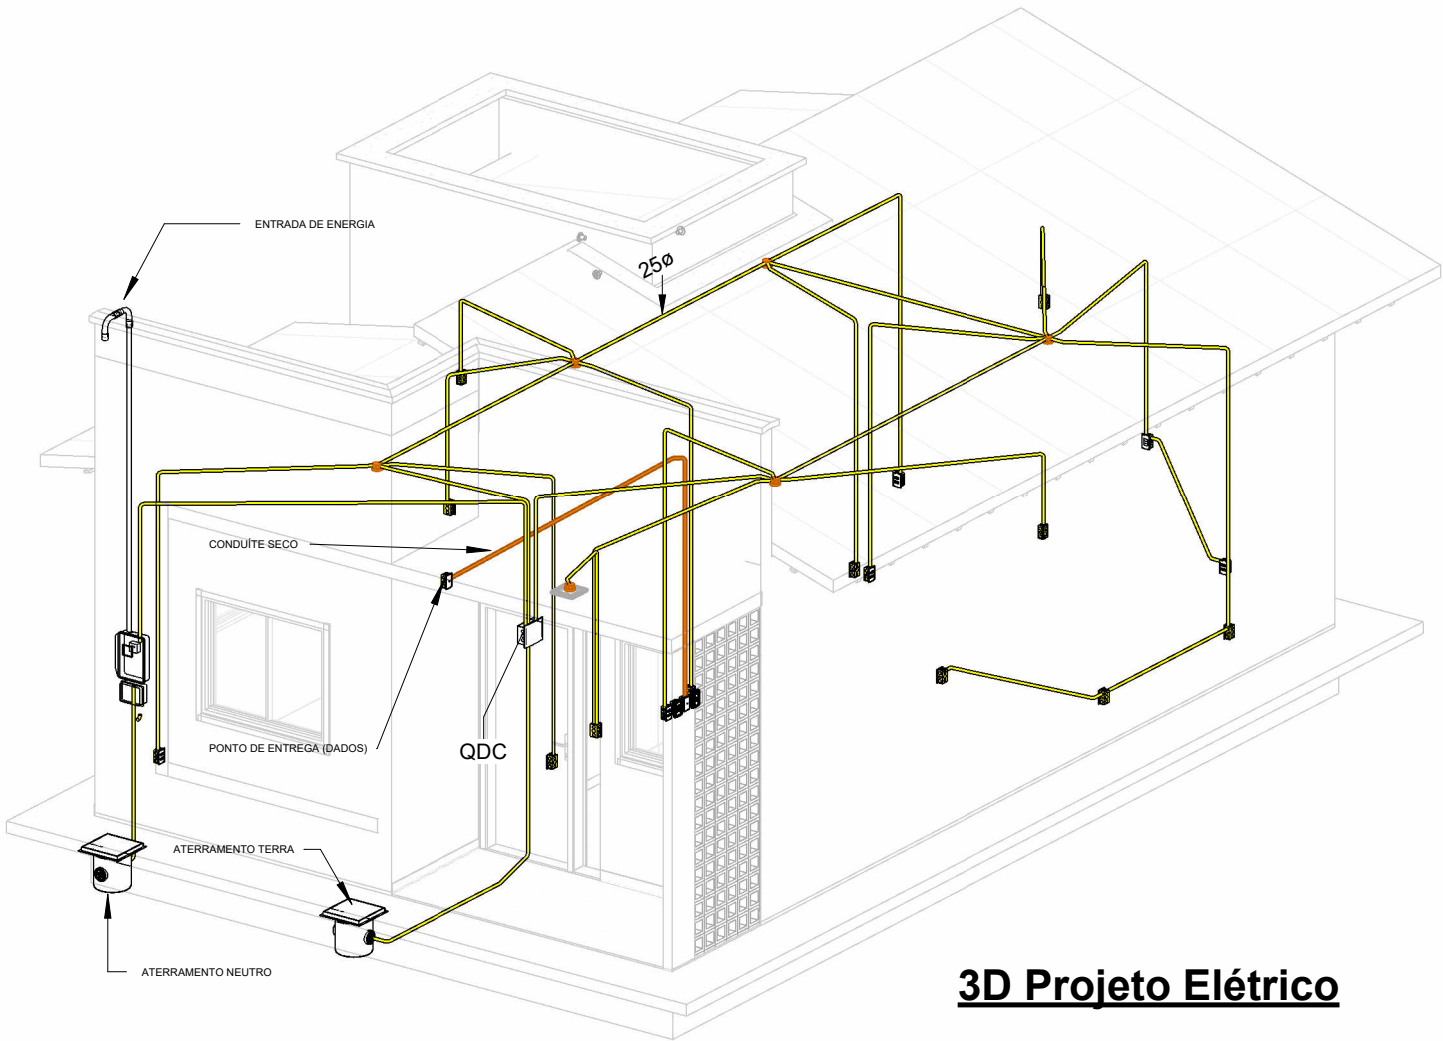 ENTRADA DE ENERGIA
25ø
CONDUÍTE SECO
PONTO DE ENTREGA (DADOS)
QDC
ATERRAMENTO TERRA
ATERRAMENTO NEUTRO
3D Projeto Elétrico